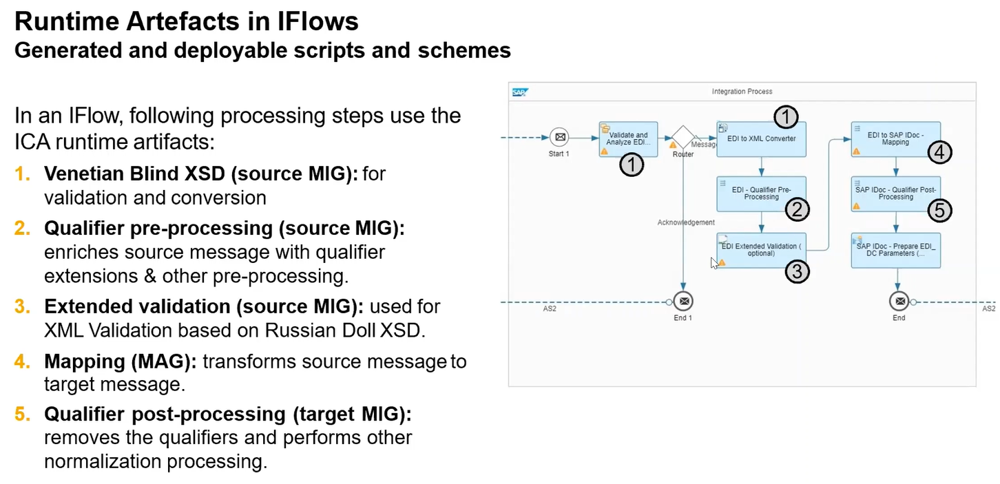 Runtime Artefacts in IFlows
Generated and deployable scripts and schemes
In an IFlow, following processing steps use the
ICA runtime artifacts:
1. Venetian Blind XSD (source MIG): for
validation and conversion
2. Qualifier pre-processing (source MIG):
enriches source message with qualifier
extensions & other pre-processing.
3. Extended validation (source MIG): used for
XML Validation based on Russian Doll XSD.
4. Mapping (MAG): transforms source message to
target message.
5. Qualifier post-processing (target MIG):
removes the qualifiers and performs other
normalization processing.
SAP
Integration Process
Start 1
Validate and
Analyze EDI...
1
Router
Message
EDI to XML Converter
1
EDI - Qualifier Pre-
Processing
2
Acknowledgement
EDI Extended Validation (
optional)
3
EDI to SAP IDoc -
Mapping
4
SAP IDoc - Qualifier Post-
Processing
5
SAP IDoc - Prepare EDI_
DC Parameters (...
AS2
End 1
End
AS2